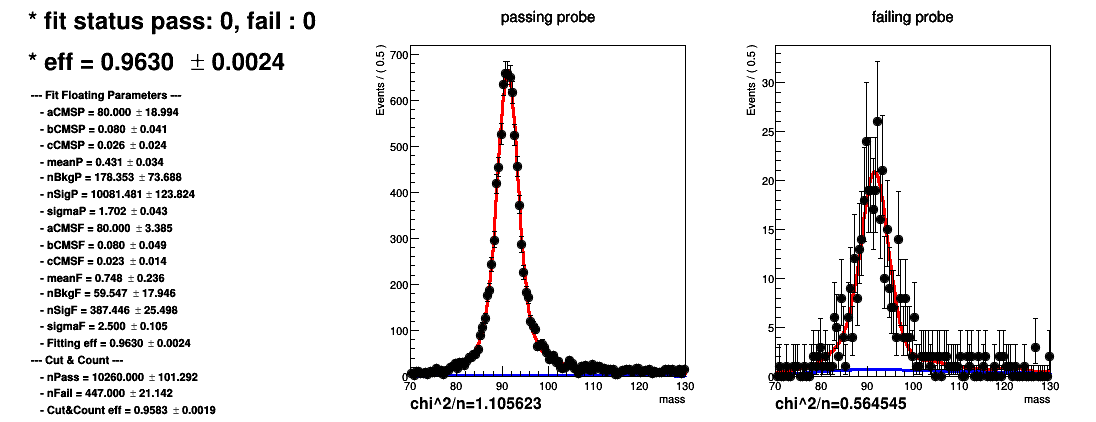 * fit status pass: 0, fail : 0
* eff = 0.9630 ± 0.0024
--- Fit Floating Parameters ---
- aCMSP = 80.000 ± 18.994
- bCMSP = 0.080 ± 0.041
- cCMSP = 0.026 ± 0.024
- meanP = 0.431 ± 0.034
- nBkgP = 178.353 ± 73.688
- nSigP = 10081.481 ± 123.824
- sigmaP = 1.702 ± 0.043
- aCMSF = 80.000 ± 3.385
- bCMSF = 0.080 ± 0.049
- cCMSF = 0.023 ± 0.014
- meanF = 0.748 ± 0.236
- nBkgF = 59.547 ± 17.946
- nSigF = 387.446 ± 25.498
- sigmaF = 2.500 ± 0.105
- Fitting eff = 0.9630 ± 0.0024
--- Cut & Count ---
- nPass = 10260.000 ± 101.292
- nFail = 447.000 ± 21.142
- Cut&Count eff = 0.9583 ± 0.0019
passing probe
Events / ( 0.5 )
700
600
500
400
300
200
100
0
70 80 90 100 110 120 130
mass
chi^2/n=1.105623
failing probe
Events / ( 0.5 )
30
25
20
15
10
5
0
70 80 90 100 110 120 130
mass
chi^2/n=0.564545